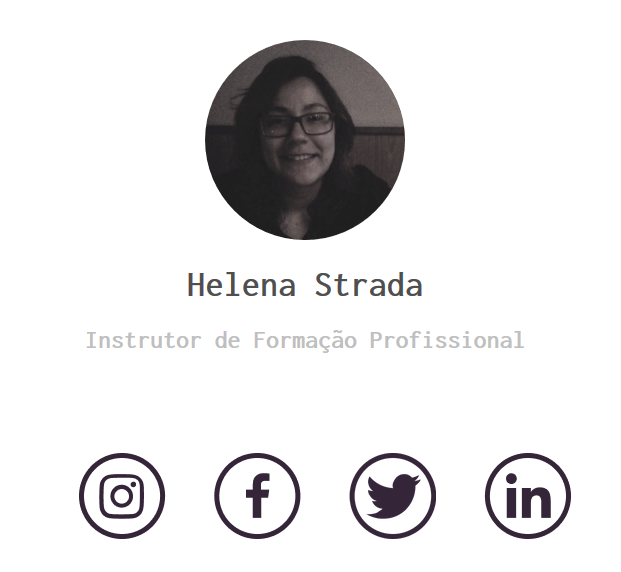 Helena Strada
Instrutor de Formação Profissional